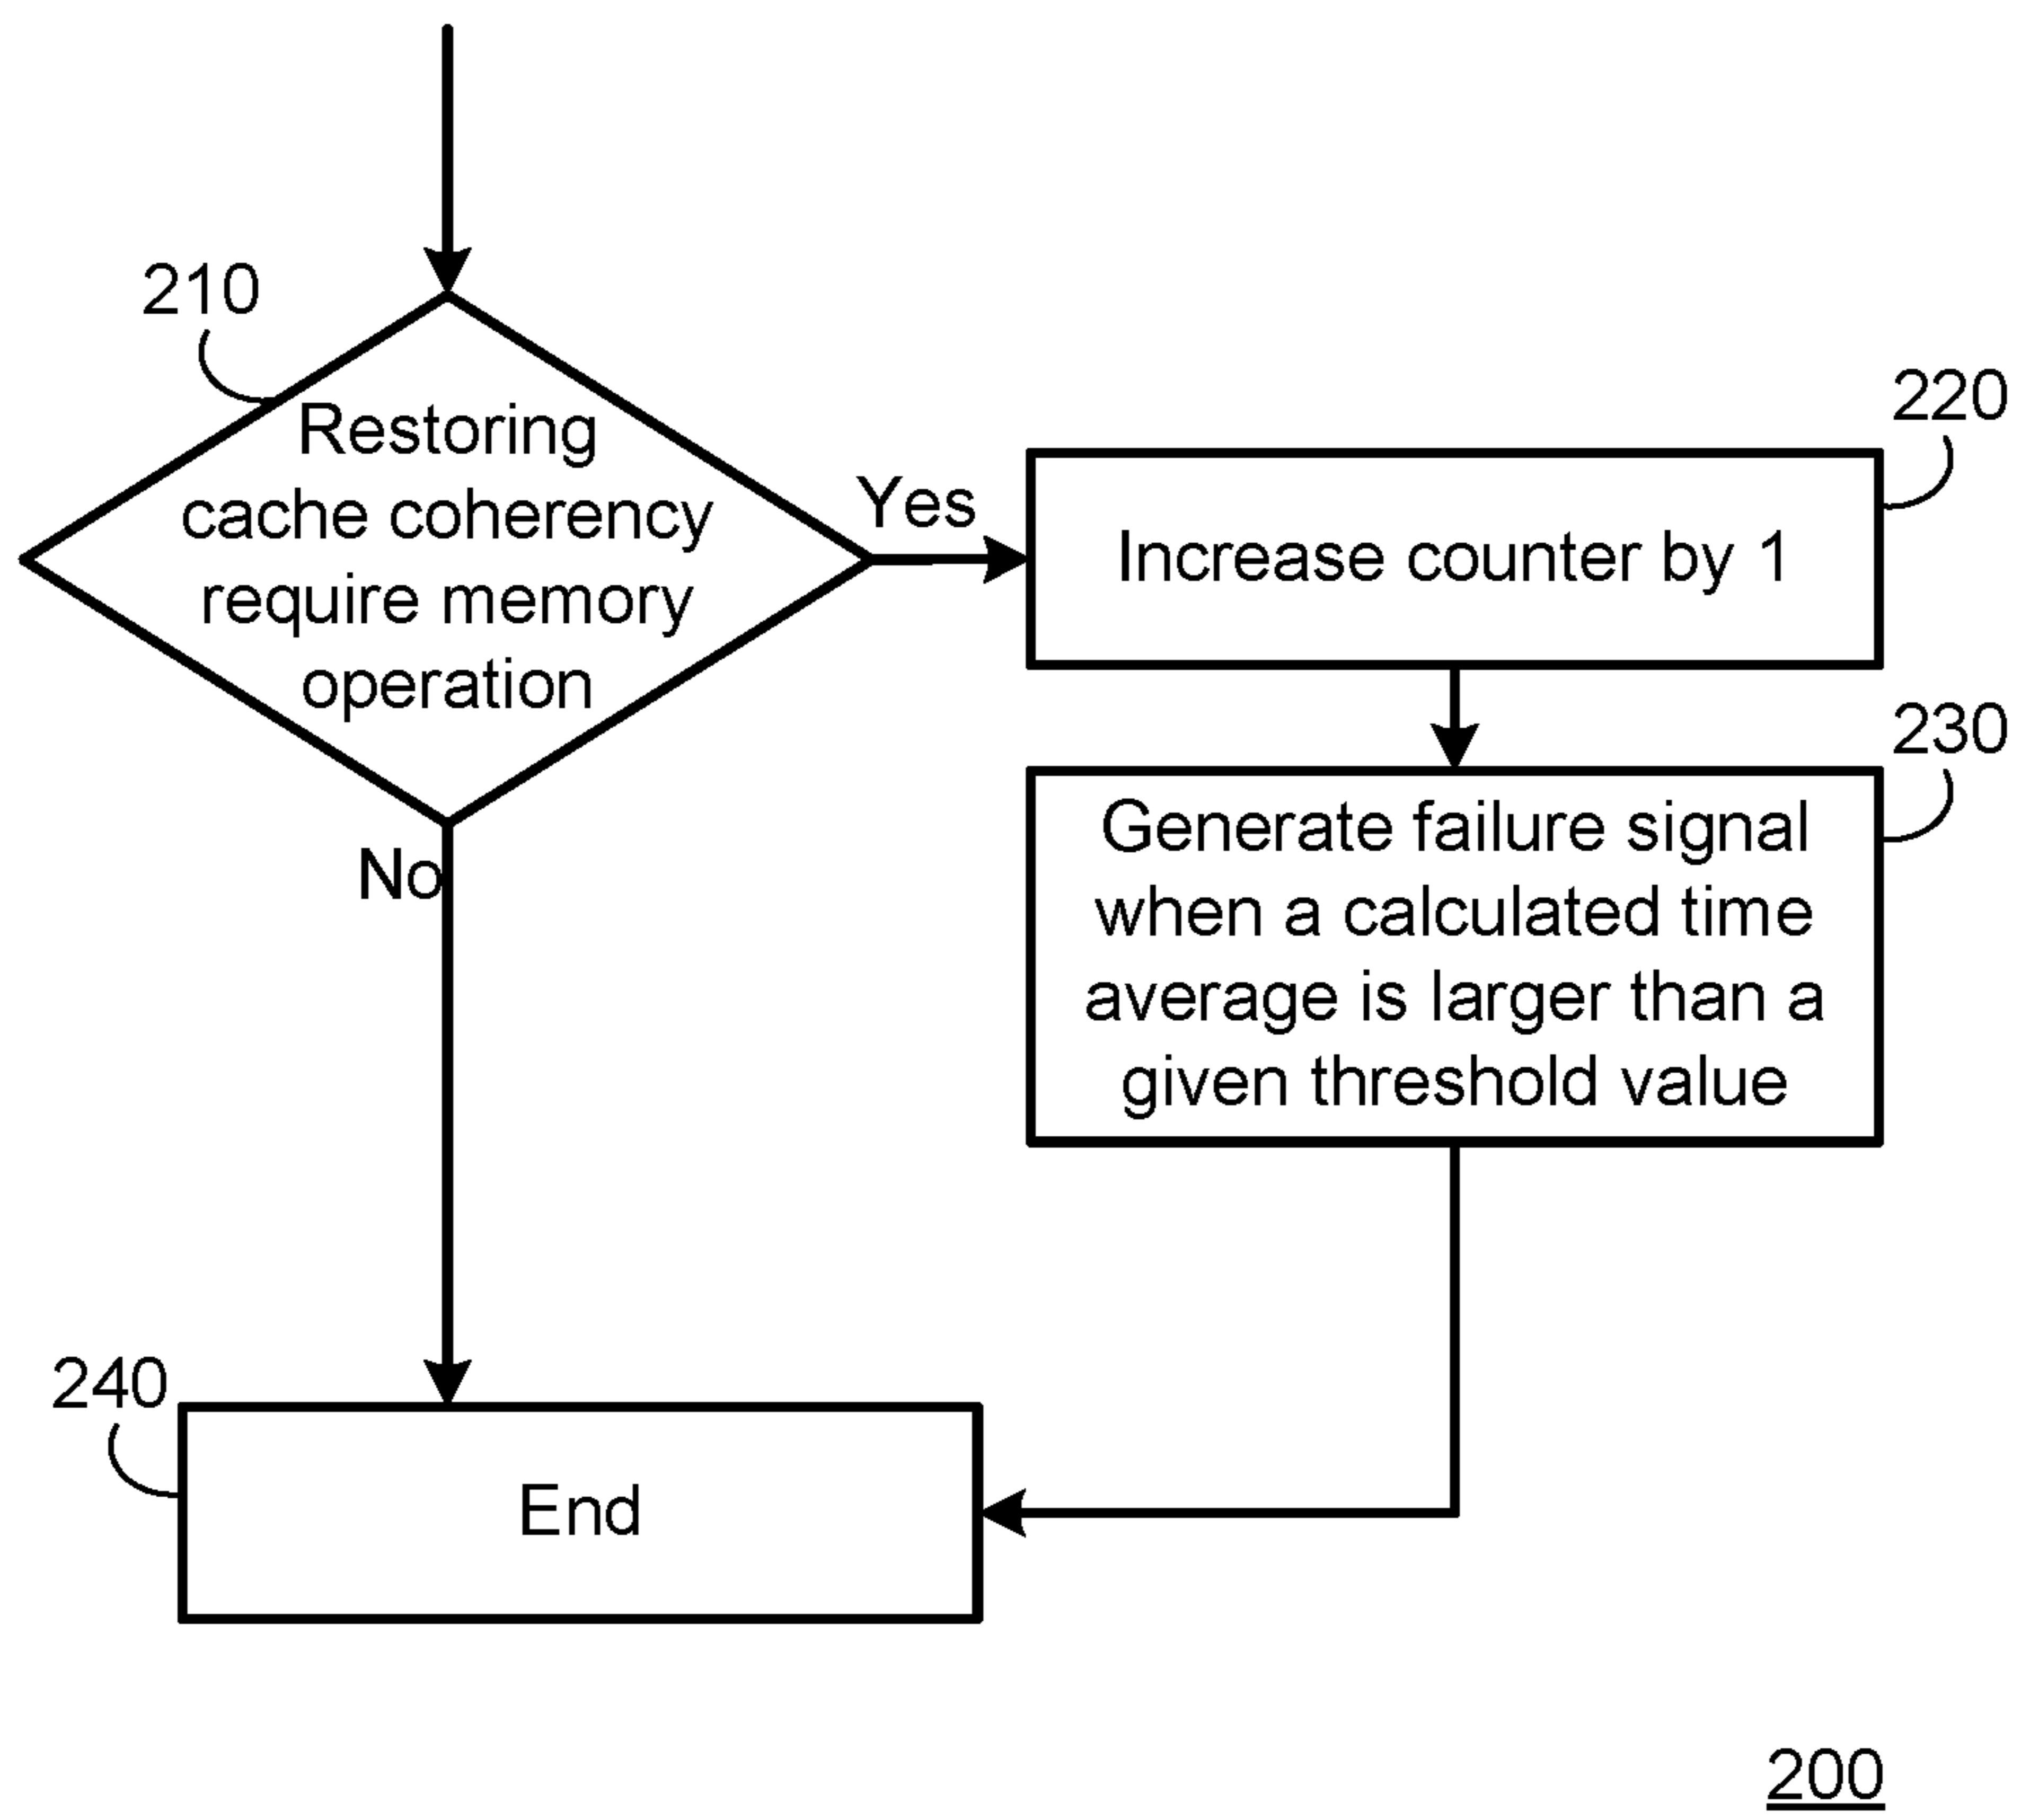 210
Restoring
cache coherency
require memory
operation
Yes
No
220
Increase counter by 1
230
Generate failure signal
when a calculated time
average is larger than a
given threshold value
240
End
200